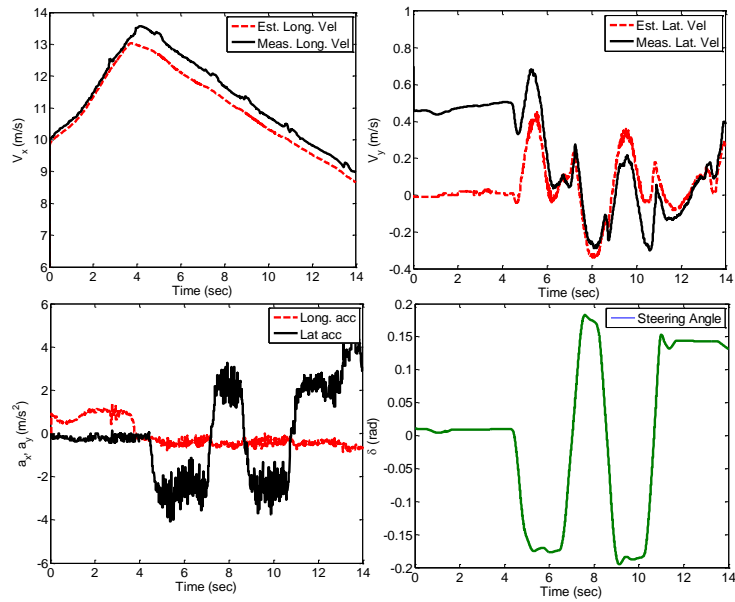 Est. Long. Vel
Meas. Long. Vel
V_x (m/s)
14
13
12
11
10
9
8
7
6
0 2 4 6 8 10 12 14
Time (sec)
Est. Lat. Vel
Meas. Lat. Vel
V_y (m/s)
1
0.8
0.6
0.4
0.2
0
-0.2
-0.4
0 2 4 6 8 10 12 14
Time (sec)
Long. acc
Lat acc
a_x, a_y (m/s^2)
6
4
2
0
-2
-4
-6
0 2 4 6 8 10 12 14
Time (sec)
Steering Angle
δ (rad)
0.2
0.15
0.1
0.05
0
-0.05
-0.1
-0.15
-0.2
0 2 4 6 8 10 12 14
Time (sec)